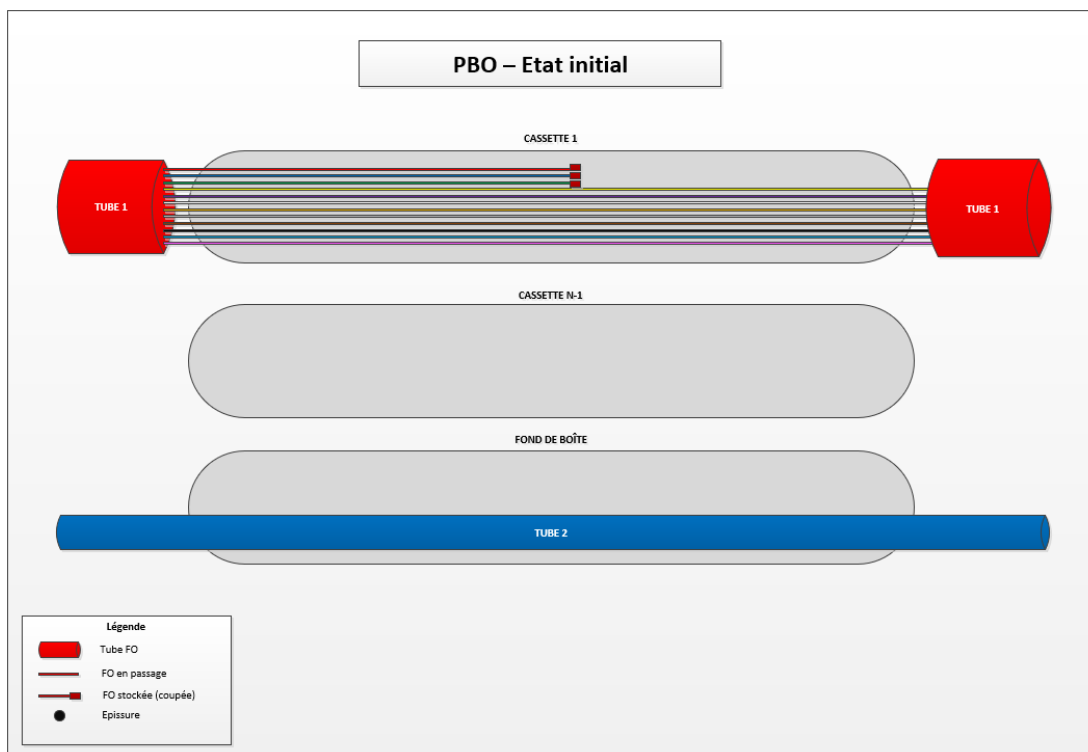 PBO – Etat initial
CASSETTE 1
TUBE 1
TUBE 1
CASSETTE N-1
FOND DE BOÎTE
TUBE 2
Légende
Tube FO
FO en passage
FO stockée (coupée)
Epissure